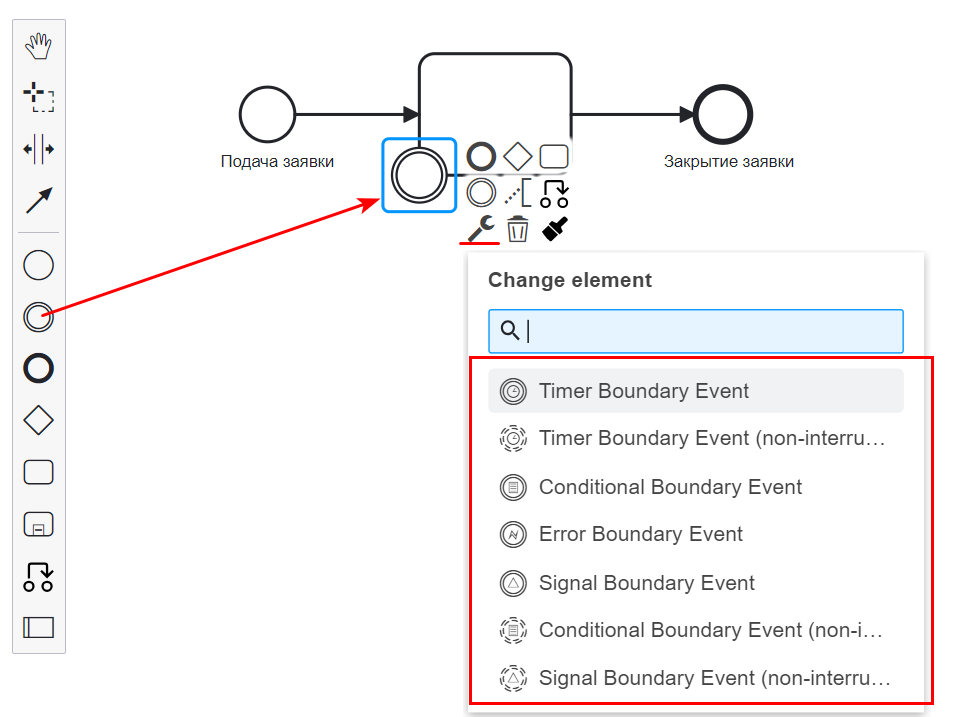 Подача заявки
Закрытие заявки
Change element
Timer Boundary Event
Timer Boundary Event (non-interru…
Conditional Boundary Event
Error Boundary Event
Signal Boundary Event
Conditional Boundary Event (non-i…
Signal Boundary Event (non-interru…